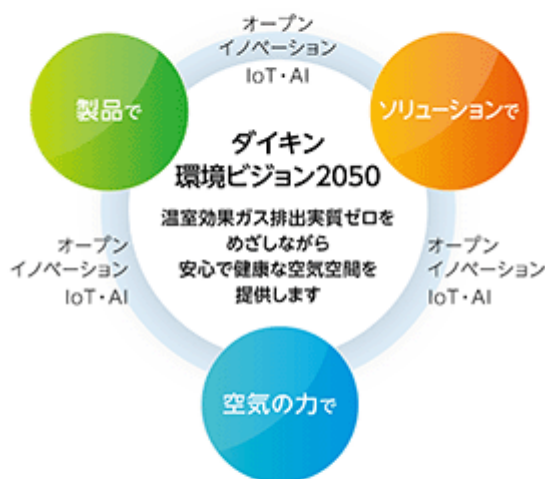 オープン
イノベーション
IoT・AI
製品で
ソリューションで
ダイキン
環境ビジョン2050
温室効果ガス排出実質ゼロを
めざしながら
安心で健康な空気空間を
提供します
オープン
イノベーション
IoT・AI
オープン
イノベーション
IoT・AI
空気の力で